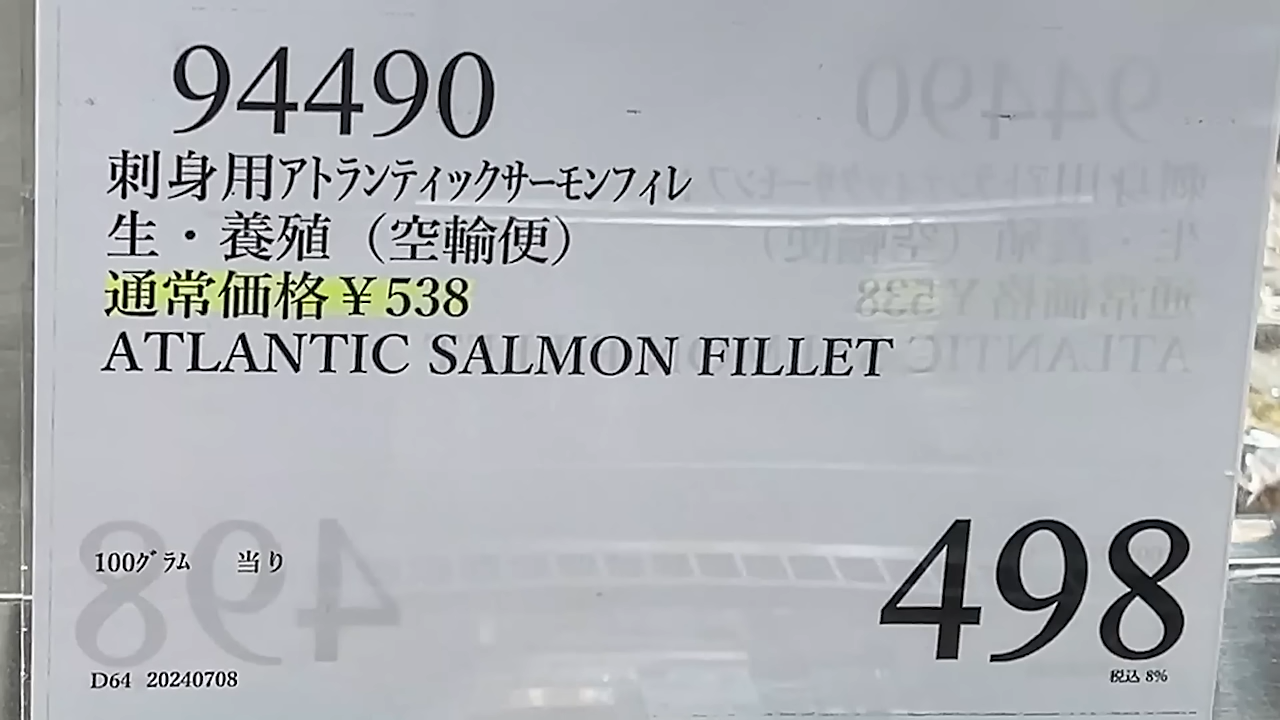 94490
刺身用アトランティックサーモンフィレ
生・養殖（空輸便）
通常価格￥538
ATLANTIC SALMON FILLET
100グラム 当り
498
税込 8%
D64 20240708